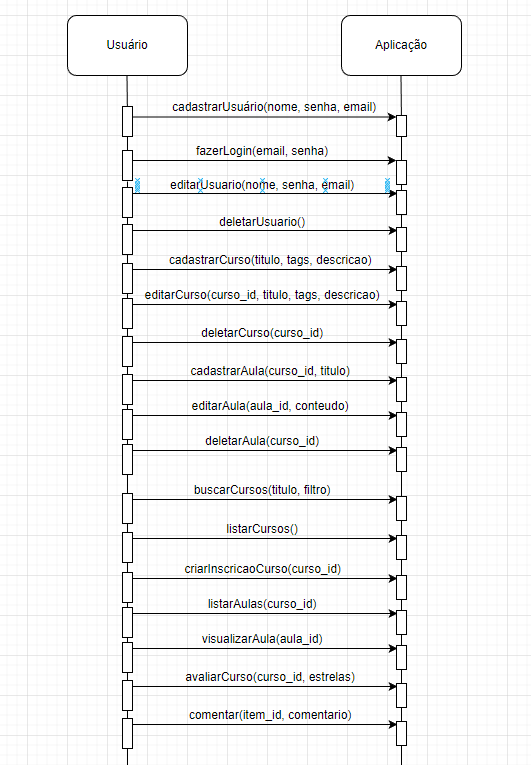 Usuário
Aplicação
cadastrarUsuário(nome, senha, email)
fazerLogin(email, senha)
editarUsuario(nome, senha, email)
deletarUsuario()
cadastrarCurso(titulo, tags, descricao)
editarCurso(curso_id, titulo, tags, descricao)
deletarCurso(curso_id)
cadastrarAula(curso_id, titulo)
editarAula(aula_id, conteudo)
deletarAula(curso_id)
buscarCursos(titulo, filtro)
listarCursos()
criarInscricaoCurso(curso_id)
listarAulas(curso_id)
visualizarAula(aula_id)
avaliarCurso(curso_id, estrelas)
comentar(item_id, comentario)